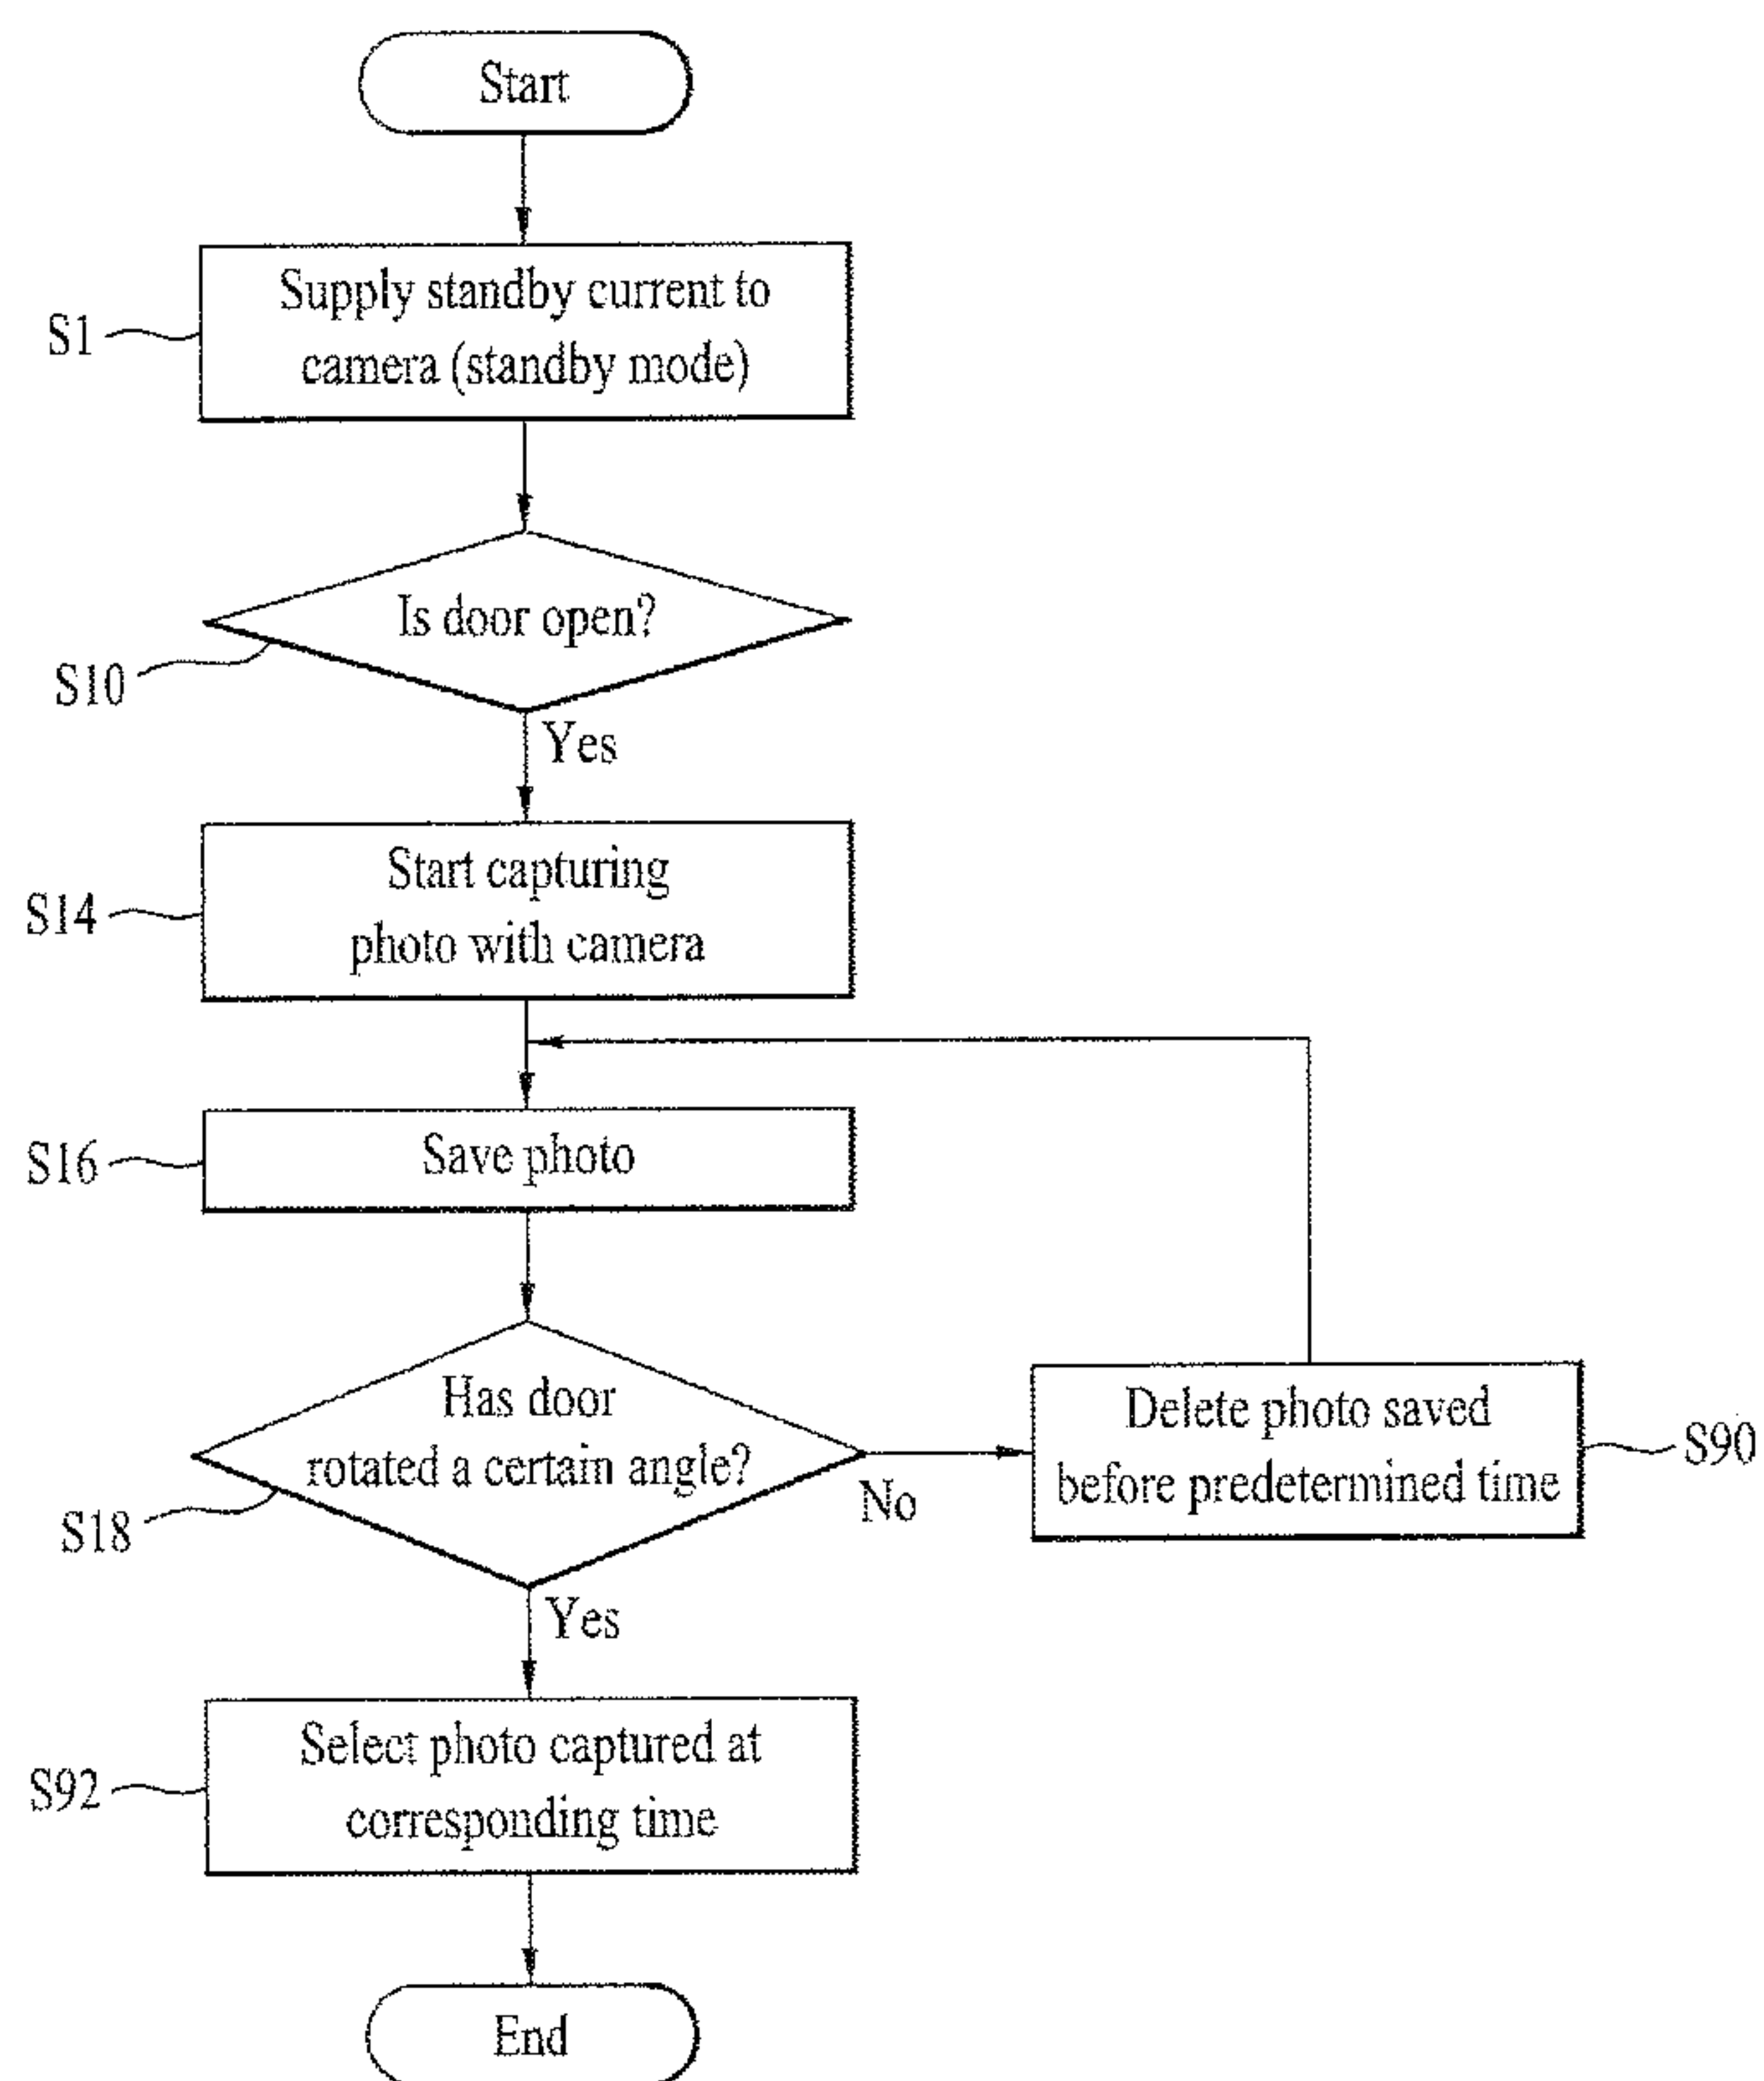 Start
S1
Supply standby current to
camera (standby mode)
Is door open?
S10
Yes
S14
Start capturing
photo with camera
S16
Save photo
Has door
rotated a certain angle?
S18
No
Delete photo saved
before predetermined time
S90
Yes
S92
Select photo captured at
corresponding time
End